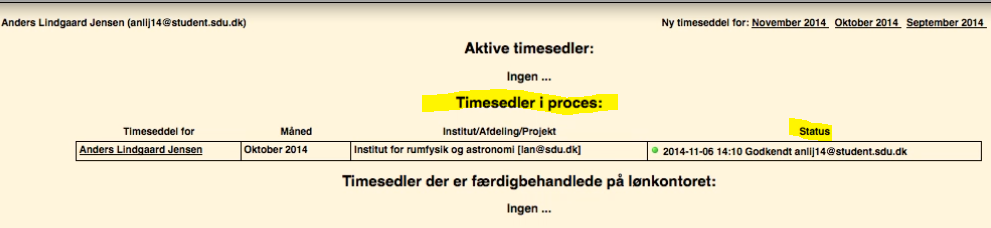 Anders Lindgaard Jensen (anlij14@student.sdu.dk) Ny timeseddel for: November 2014 Oktober 2014 September 2014
Aktive timesedler:
Ingen ...
Timesedler i proces:
Timeseddel for Måned Institut/Afdeling/Projekt Status
Anders Lindgaard Jensen Oktober 2014 Institut for rumfysik og astronomi [lan@sdu.dk] 2014-11-06 14:10 Godkendt anlij14@student.sdu.dk
Timesedler der er færdigbehandlede på lønkontoret:
Ingen ...